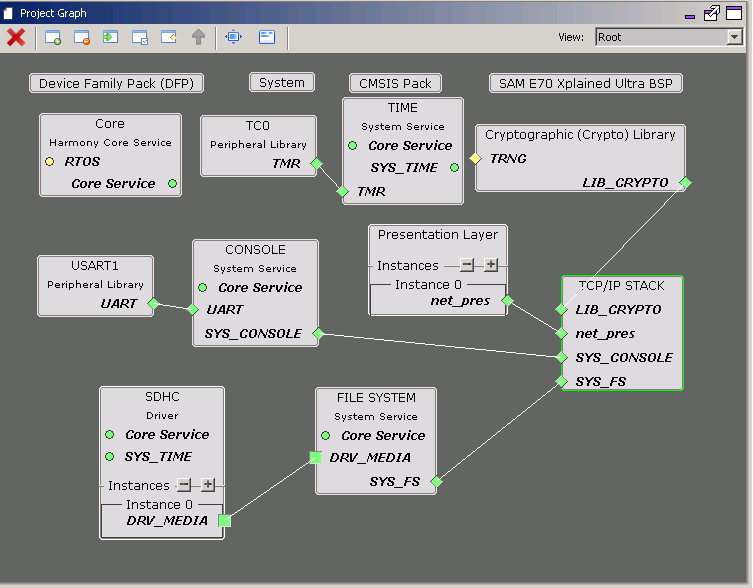 Project Graph
View: Root
Device Family Pack (DFP)
System
CMSIS Pack
SAM E70 Xplained Ultra BSP
Core
Harmony Core Service
RTOS
Core Service
TC0
Peripheral Library
TMR
TIME
System Service
Core Service
SYS_TIME
TMR
Cryptographic (Crypto) Library
TRNG
LIB_CRYPTO
USART1
Peripheral Library
UART
CONSOLE
System Service
Core Service
UART
SYS_CONSOLE
Presentation Layer
Instances
Instance 0
net_pres
TCP/IP STACK
LIB_CRYPTO
net_pres
SYS_CONSOLE
SYS_FS
SDHC
Driver
Core Service
SYS_TIME
Instances
Instance 0
DRV_MEDIA
FILE SYSTEM
System Service
Core Service
DRV_MEDIA
SYS_FS